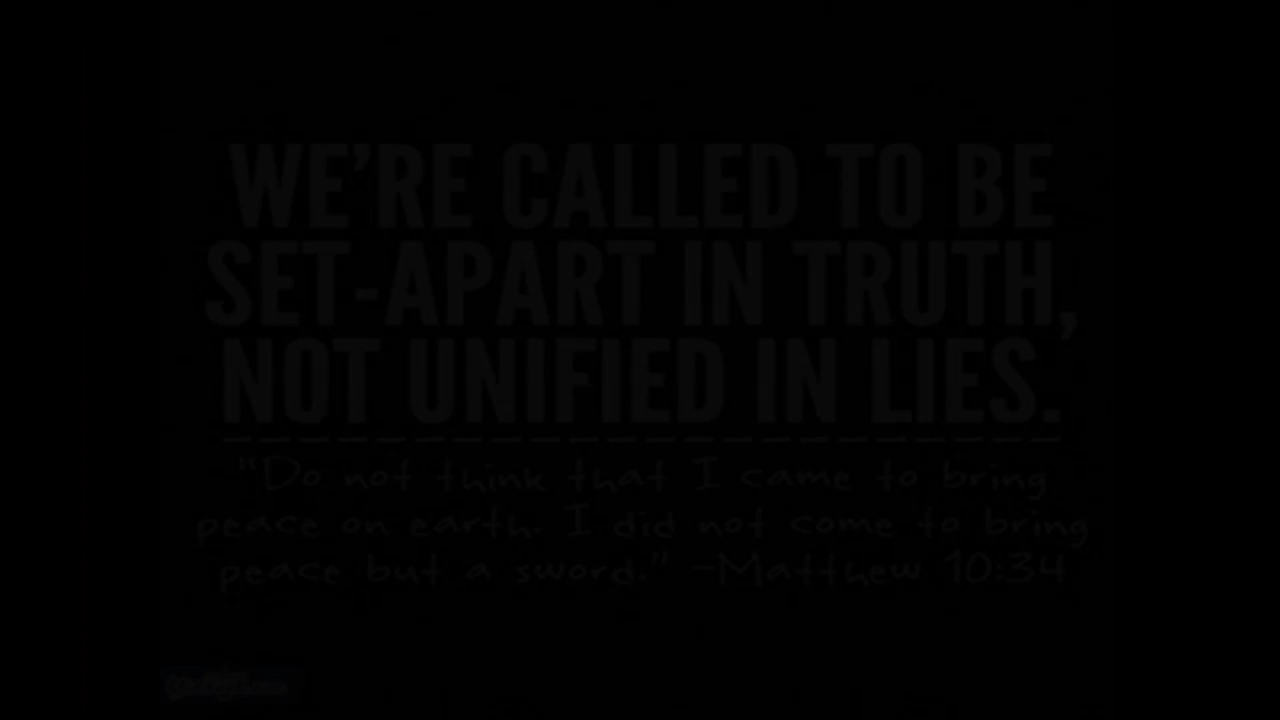 WE'RE CALLED TO BE
SET-APART IN TRUTH,
NOT UNIFIED IN LIES.
"Do not think that I came to bring
peace on earth. I did not come to bring
peace but a sword." -Matthew 10:34